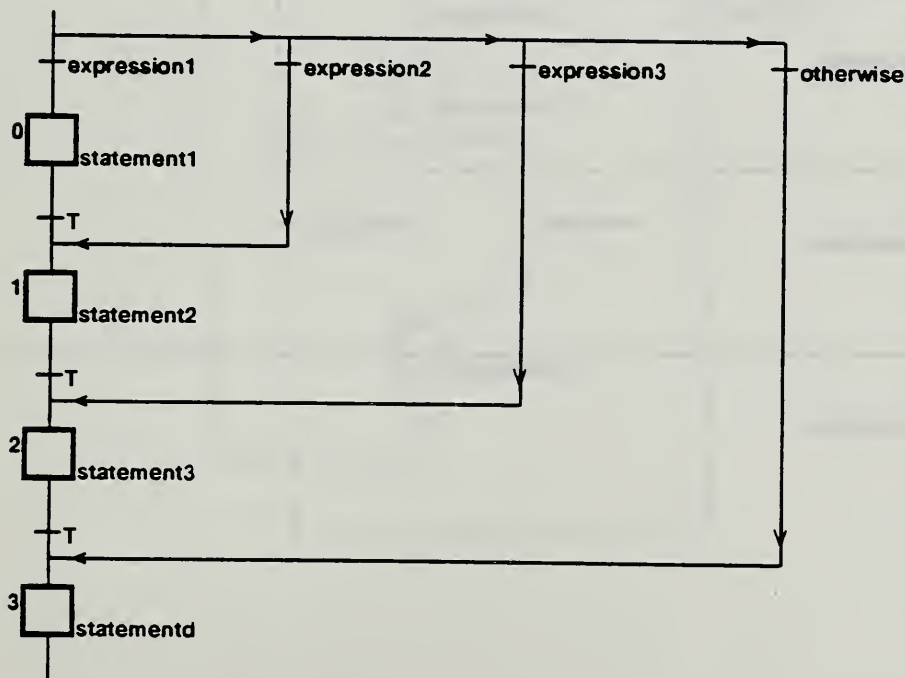 expression1 expression2 expression3 otherwise
0
statement1
T
1
statement2
T
2
statement3
T
3
statementd